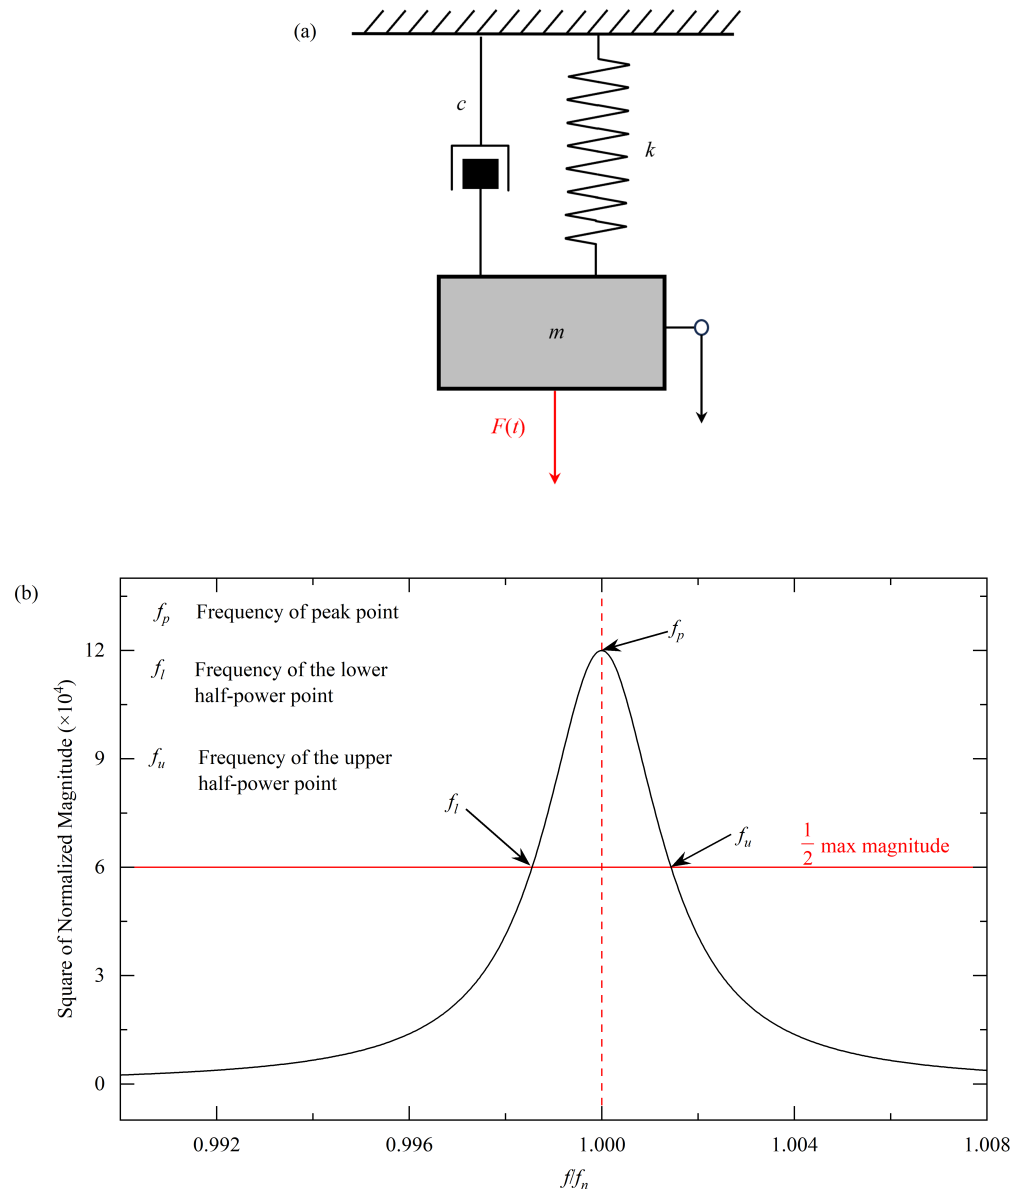 (a)
c
k
m
F(t)
(b)
f_p Frequency of peak point
f_l Frequency of the lower
half-power point
f_u Frequency of the upper
half-power point
f_p
f_l
f_u
1/2 max magnitude
Square of Normalized Magnitude (×10⁴)
12
9
6
3
0
0.992 0.996 1.000 1.004 1.008
f/f_n